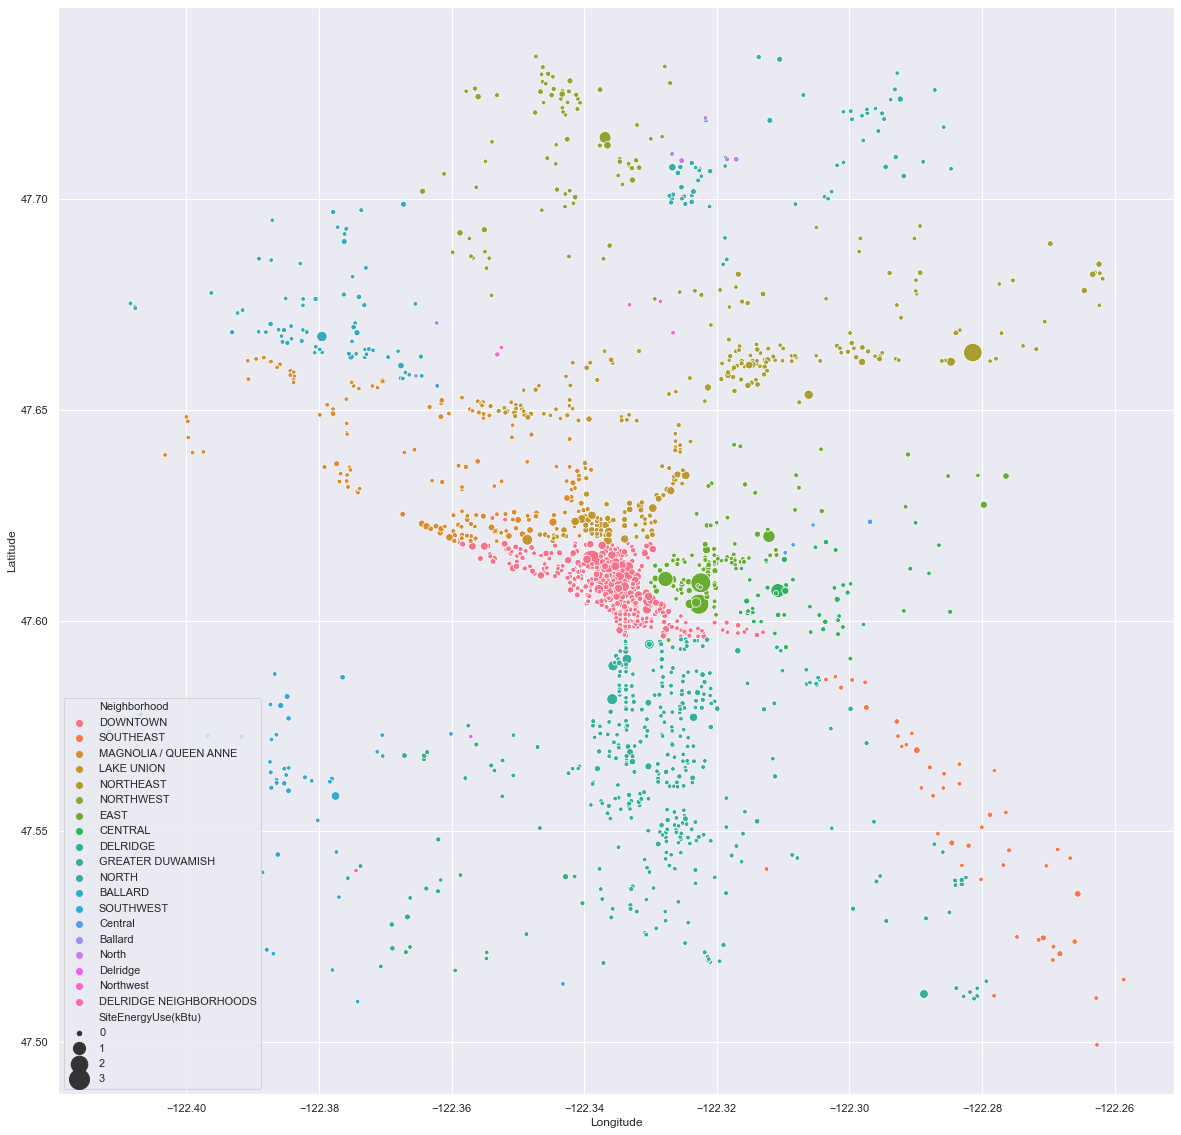 47.70
47.65
47.60
47.55
47.50
Latitude
Neighborhood
DOWNTOWN
SOUTHEAST
MAGNOLIA / QUEEN ANNE
LAKE UNION
NORTHEAST
NORTHWEST
EAST
CENTRAL
DELRIDGE
GREATER DUWAMISH
NORTH
BALLARD
SOUTHWEST
Central
Ballard
North
Delridge
Northwest
DELRIDGE NEIGHBORHOODS
SiteEnergyUse(kBtu)
0
1
2
3
−122.40 −122.38 −122.36 −122.34 −122.32 −122.30 −122.28 −122.26
Longitude